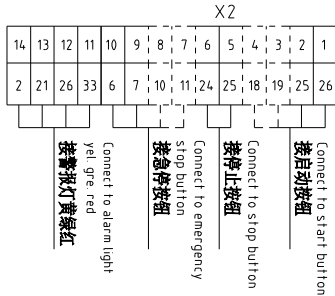 X2
14 13 12 11 10 9 8 7 6 5 4 3 2 1
2 21 26 33 6 7 10 11 24 25 18 19 25 26
接警报灯黄绿红
yel. gre. red
Connect to alarm light
接急停按钮
stop button
Connect to emergency
接停止按钮
Connect to stop button
接启动按钮
Connect to start button